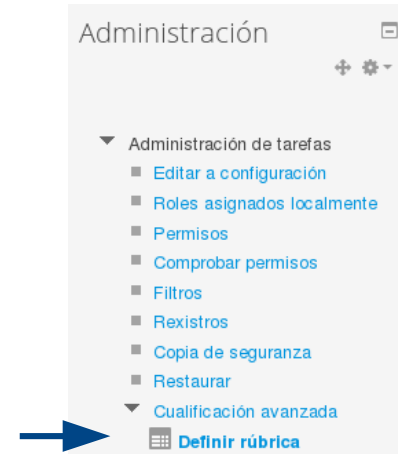 Administración
Administración de tarefas
Editar a configuración
Roles asignados localmente
Permisos
Comprobar permisos
Filtros
Rexistros
Copia de seguranza
Restaurar
Cualificación avanzada
Definir rúbrica